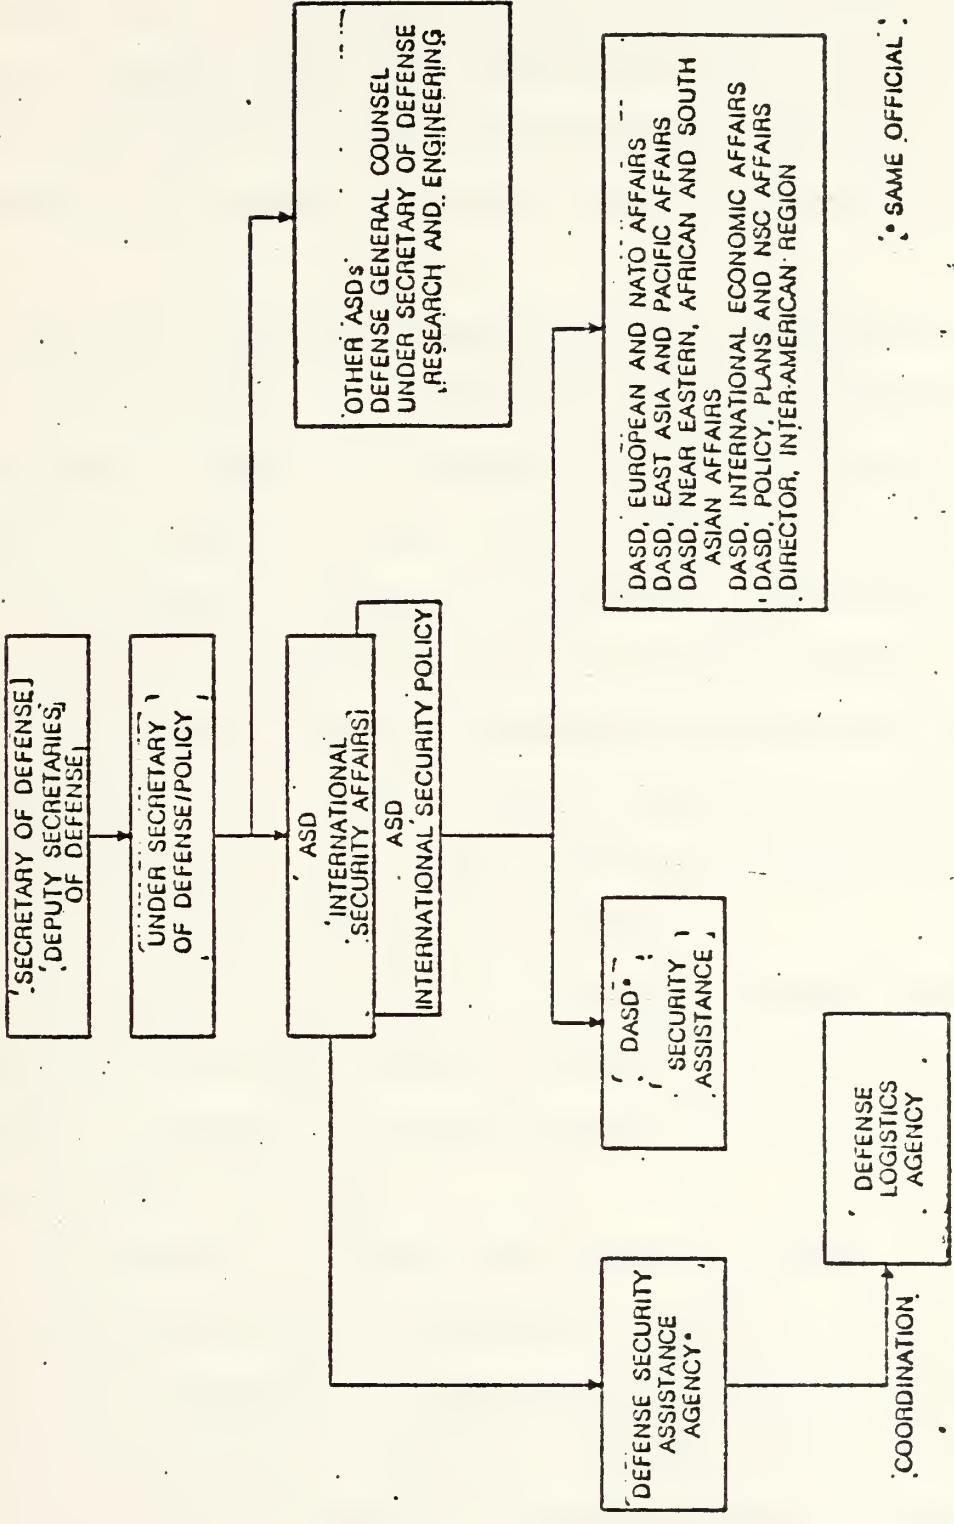 SECRETARY OF DEFENSE
DEPUTY SECRETARIES
OF DEFENSE
UNDER SECRETARY
OF DEFENSE/POLICY
OTHER ASDs
DEFENSE GENERAL COUNSEL
UNDER SECRETARY OF DEFENSE
RESEARCH AND ENGINEERING
ASD
INTERNATIONAL
SECURITY AFFAIRS
ASD
INTERNATIONAL SECURITY POLICY
DEFENSE SECURITY
ASSISTANCE
AGENCY*
DASD*
SECURITY
ASSISTANCE
DASD, EUROPEAN AND NATO AFFAIRS
DASD, EAST ASIA AND PACIFIC AFFAIRS
DASD, NEAR EASTERN, AFRICAN AND SOUTH
ASIAN AFFAIRS
DASD, INTERNATIONAL ECONOMIC AFFAIRS
DASD, POLICY, PLANS AND NSC AFFAIRS
DIRECTOR, INTER-AMERICAN REGION
DEFENSE
LOGISTICS
AGENCY
COORDINATION
* SAME OFFICIAL